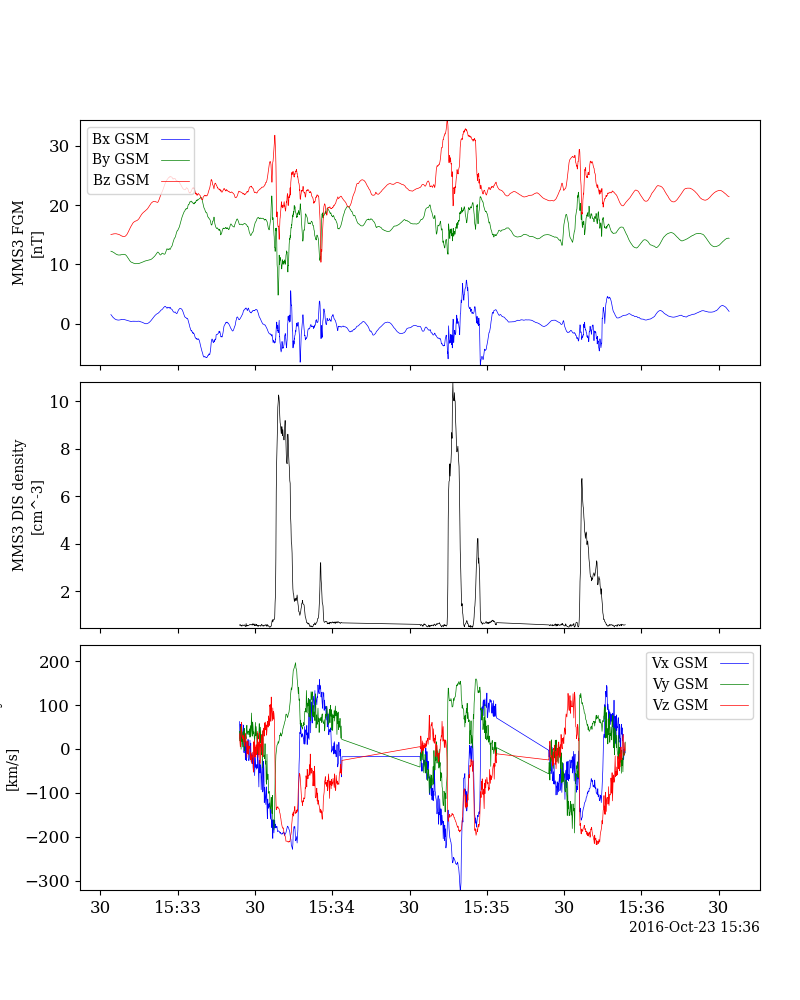 MMS3 FGM
[nT]
30
20
10
0
Bx GSM
By GSM
Bz GSM
MMS3 DIS density
[cm^-3]
10
8
6
4
2
[km/s]
200
100
0
−100
−200
−300
Vx GSM
Vy GSM
Vz GSM
30 15:33 30 15:34 30 15:35 30 15:36 30
2016-Oct-23 15:36